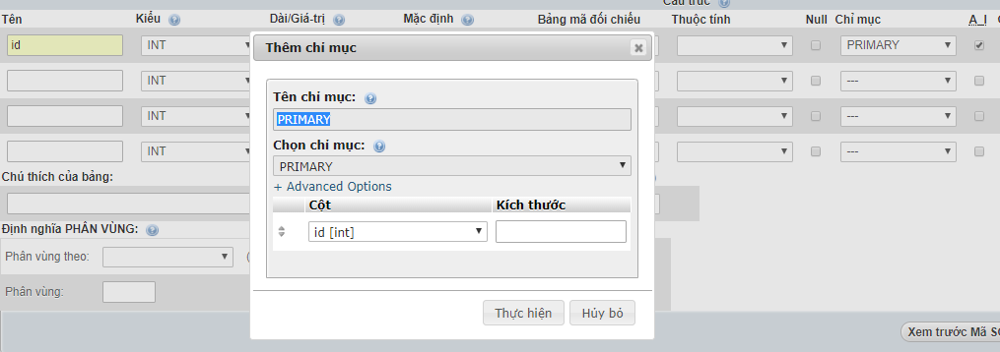 Cấu trúc
Tên Kiểu Dài/Giá-trị Mặc định Bảng mã đối chiếu Thuộc tính Null Chỉ mục A_I
id INT PRIMARY
INT ---
INT ---
INT ---
Thêm chỉ mục
Tên chỉ mục:
PRIMARY
Chọn chỉ mục:
PRIMARY
+ Advanced Options
Cột Kích thước
id [int]
Thực hiện Hủy bỏ
Chú thích của bảng:
Định nghĩa PHÂN VÙNG:
Phân vùng theo: (
Phân vùng:
Xem trước Mã